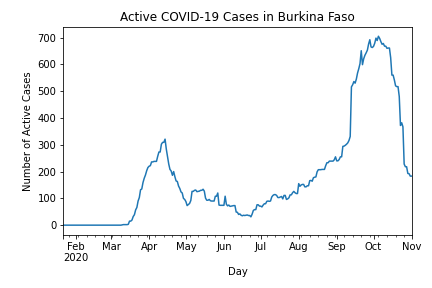 Active COVID-19 Cases in Burkina Faso
Number of Active Cases
700
600
500
400
300
200
100
0
Feb Mar Apr May Jun Jul Aug Sep Oct Nov
2020
Day